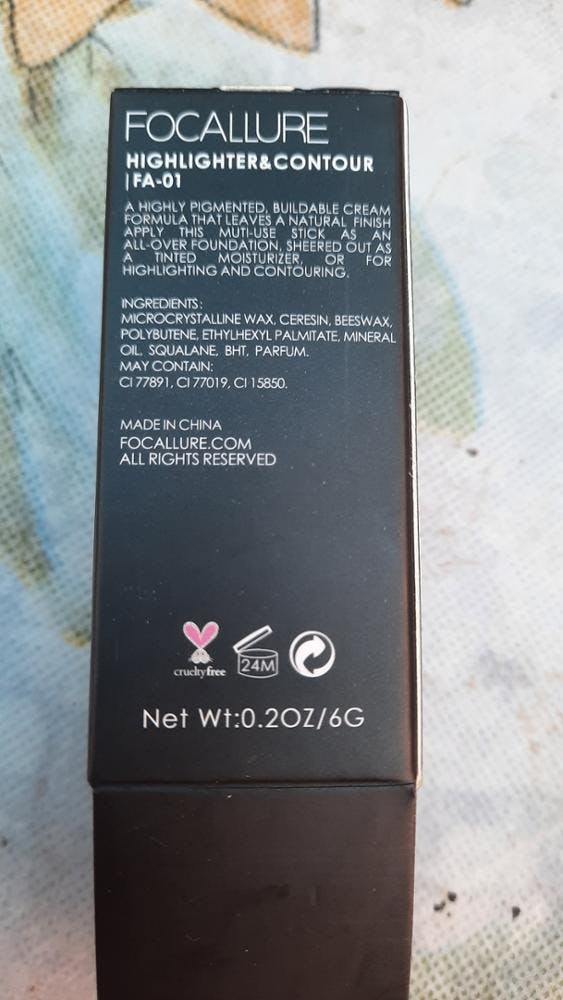 FOCALLURE
HIGHLIGHTER&CONTOUR
|FA-01
A HIGHLY PIGMENTED, BUILDABLE CREAM
FORMULA THAT LEAVES A NATURAL FINISH
APPLY THIS MUTI-USE STICK AS AN
ALL-OVER FOUNDATION, SHEERED OUT AS
A TINTED MOISTURIZER, OR FOR
HIGHLIGHTING AND CONTOURING.
INGREDIENTS:
MICROCRYSTALLINE WAX, CERESIN, BEESWAX,
POLYBUTENE, ETHYLHEXYL PALMITATE, MINERAL
OIL, SQUALANE, BHT, PARFUM.
MAY CONTAIN:
CI 77891, CI 77019, CI 15850.
MADE IN CHINA
FOCALLURE.COM
ALL RIGHTS RESERVED
crueltyfree
24M
Net Wt:0.2OZ/6G